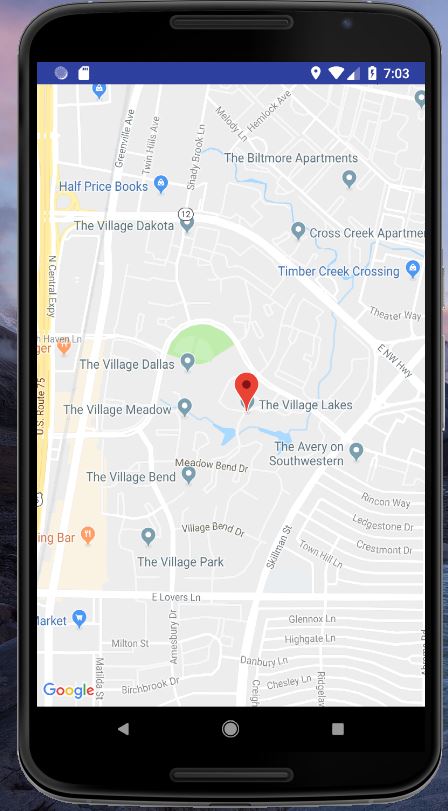 7:03
Hemlock Ave
Melody Ln
Greenville Ave
Twin Hills Ave
Shady Brook Ln
The Biltmore Apartments
Half Price Books
12
The Village Dakota
Cross Creek Apartmen
Timber Creek Crossing
N Central Expy
Theater Way
n Haven Ln
ger
E NW Hwy
The Village Dallas
U.S. Route 75
The Village Meadow
The Village Lakes
The Avery on
Southwestern
Meadow Bend Dr
The Village Bend
Rincon Way
Ledgestone Dr
Village Bend Dr
Skillman St
ing Bar
Town Hill Ln
Crestmont Dr
The Village Park
E Lovers Ln
Market
Amesbury Dr
Glennox Ln
Highgate Ln
Milton St
Danbury Ln
Matilda St
Birchbrook Dr
Chesley Ln
Creigh
Ridgelav
Google